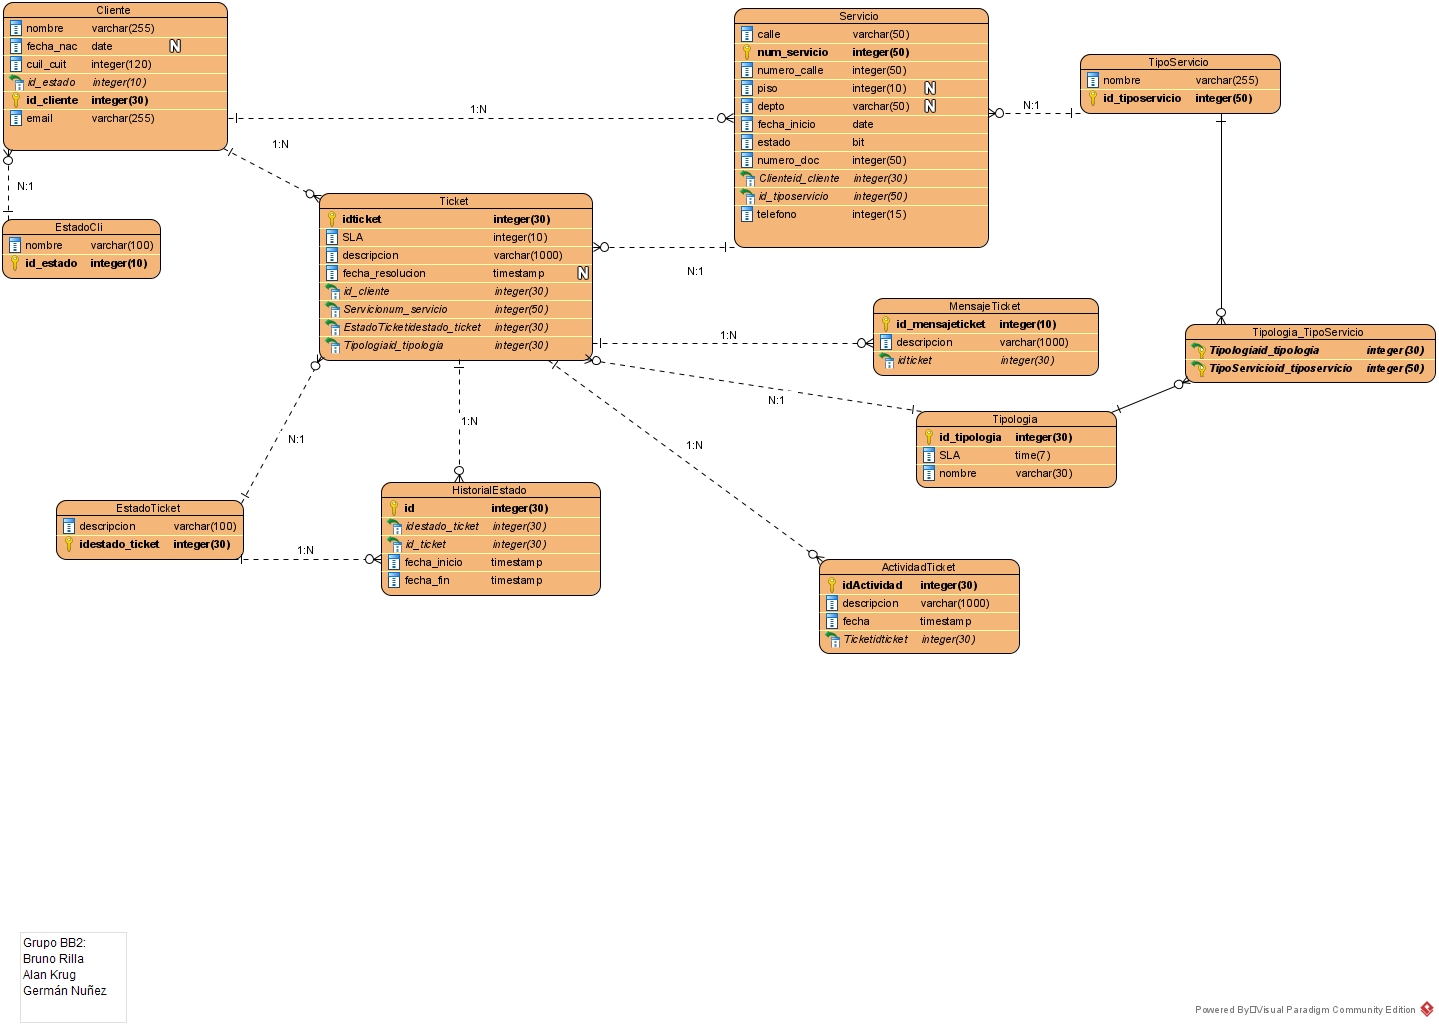 Cliente
nombre varchar(255)
fecha_nac date N
cuil_cuit integer(120)
id_estado integer(10)
id_cliente integer(30)
email varchar(255)
Servicio
calle varchar(50)
num_servicio integer(50)
numero_calle integer(50)
piso integer(10) N
depto varchar(50) N
fecha_inicio date
estado bit
numero_doc integer(50)
Clienteid_cliente integer(30)
id_tiposervicio integer(50)
telefono integer(15)
TipoServicio
nombre varchar(255)
id_tiposervicio integer(50)
1:N
N:1
1:N
N:1
EstadoCli
nombre varchar(100)
id_estado integer(10)
Ticket
idticket integer(30)
SLA integer(10)
descripcion varchar(1000)
fecha_resolucion timestamp N
id_cliente integer(30)
Servicionum_servicio integer(50)
EstadoTicketidestado_ticket integer(30)
Tipologiaid_tipologia integer(30)
N:1
MensajeTicket
id_mensajeticket integer(10)
descripcion varchar(1000)
idticket integer(30)
1:N
Tipologia_TipoServicio
Tipologiaid_tipologia integer(30)
TipoServicioid_tiposervicio integer(50)
N:1
Tipologia
id_tipologia integer(30)
SLA time(7)
nombre varchar(30)
N:1
1:N
1:N
EstadoTicket
descripcion varchar(100)
idestado_ticket integer(30)
1:N
HistorialEstado
id integer(30)
idestado_ticket integer(30)
id_ticket integer(30)
fecha_inicio timestamp
fecha_fin timestamp
ActividadTicket
idActividad integer(30)
descripcion varchar(1000)
fecha timestamp
Ticketidticket integer(30)
Grupo BB2:
Bruno Rilla
Alan Krug
Germán Nuñez
Powered By□Visual Paradigm Community Edition